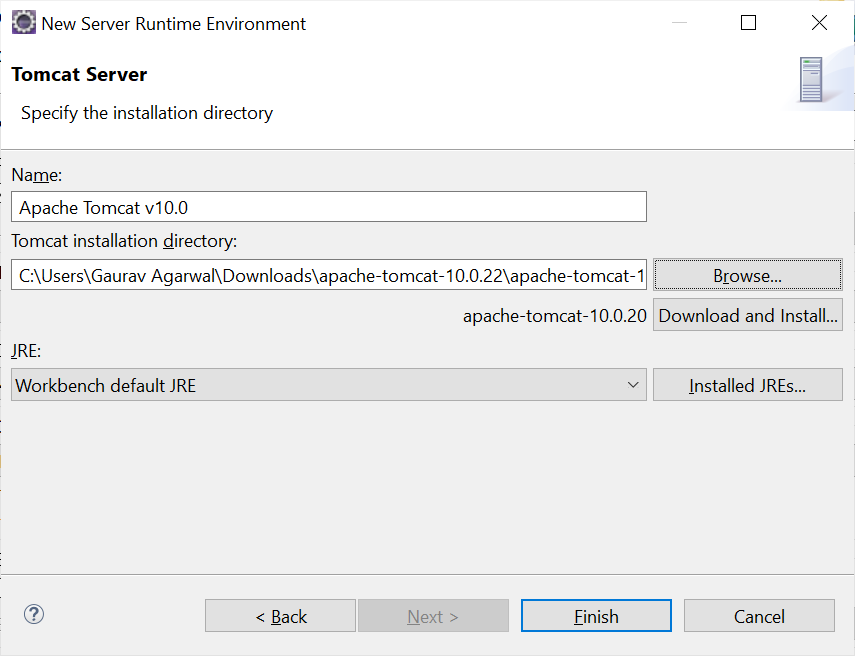 New Server Runtime Environment
Tomcat Server
Specify the installation directory
Name:
Apache Tomcat v10.0
Tomcat installation directory:
C:\Users\Gaurav Agarwal\Downloads\apache-tomcat-10.0.22\apache-tomcat-1 Browse...
apache-tomcat-10.0.20 Download and Install...
JRE:
Workbench default JRE Installed JREs...
? < Back Next > Finish Cancel